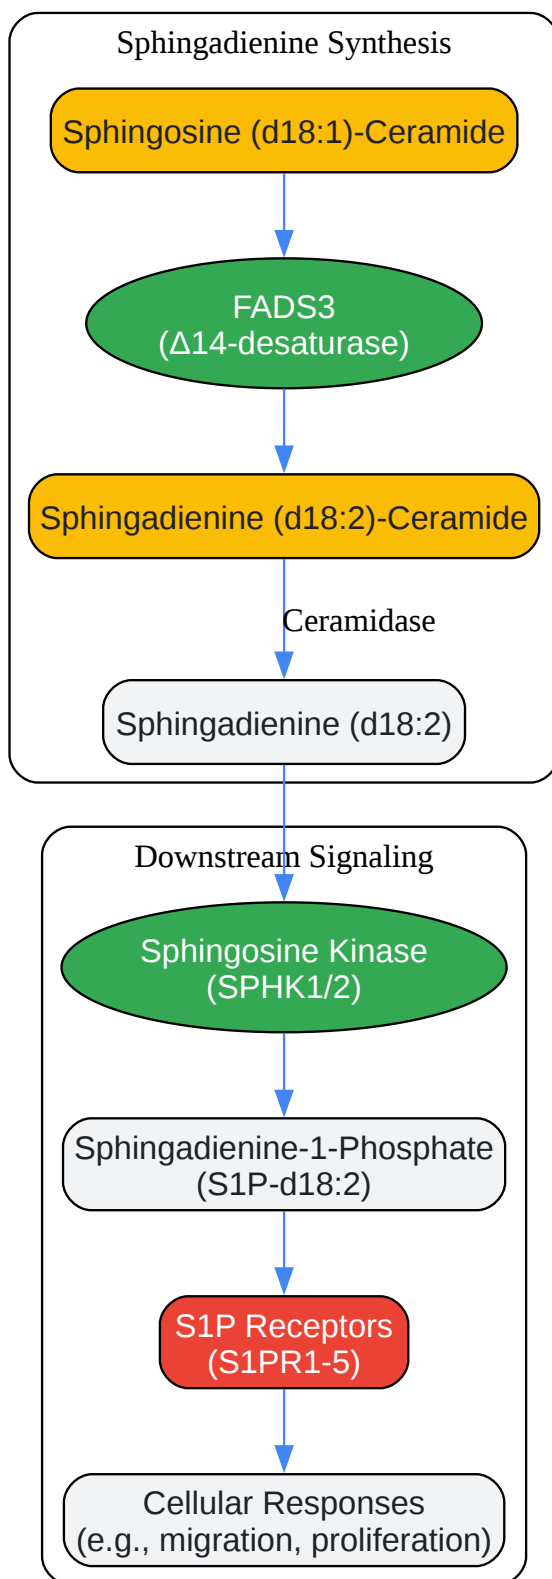 Sphingadienine Synthesis
Sphingosine (d18:1)-Ceramide
FADS3
(Δ14-desaturase)
Sphingadienine (d18:2)-Ceramide
Ceramidase
Sphingadienine (d18:2)
Downstream Signaling
Sphingosine Kinase
(SPHK1/2)
Sphingadienine-1-Phosphate
(S1P-d18:2)
S1P Receptors
(S1PR1-5)
Cellular Responses
(e.g., migration, proliferation)